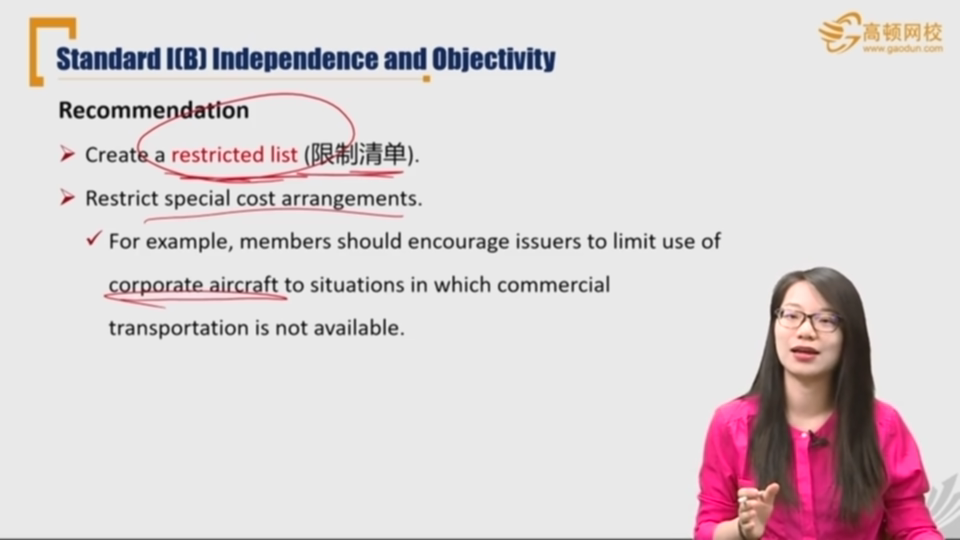 高顿网校
www.gaodun.com
Standard I(B) Independence and Objectivity
Recommendation
Create a restricted list (限制清单).
Restrict special cost arrangements.
For example, members should encourage issuers to limit use of
corporate aircraft to situations in which commercial
transportation is not available.